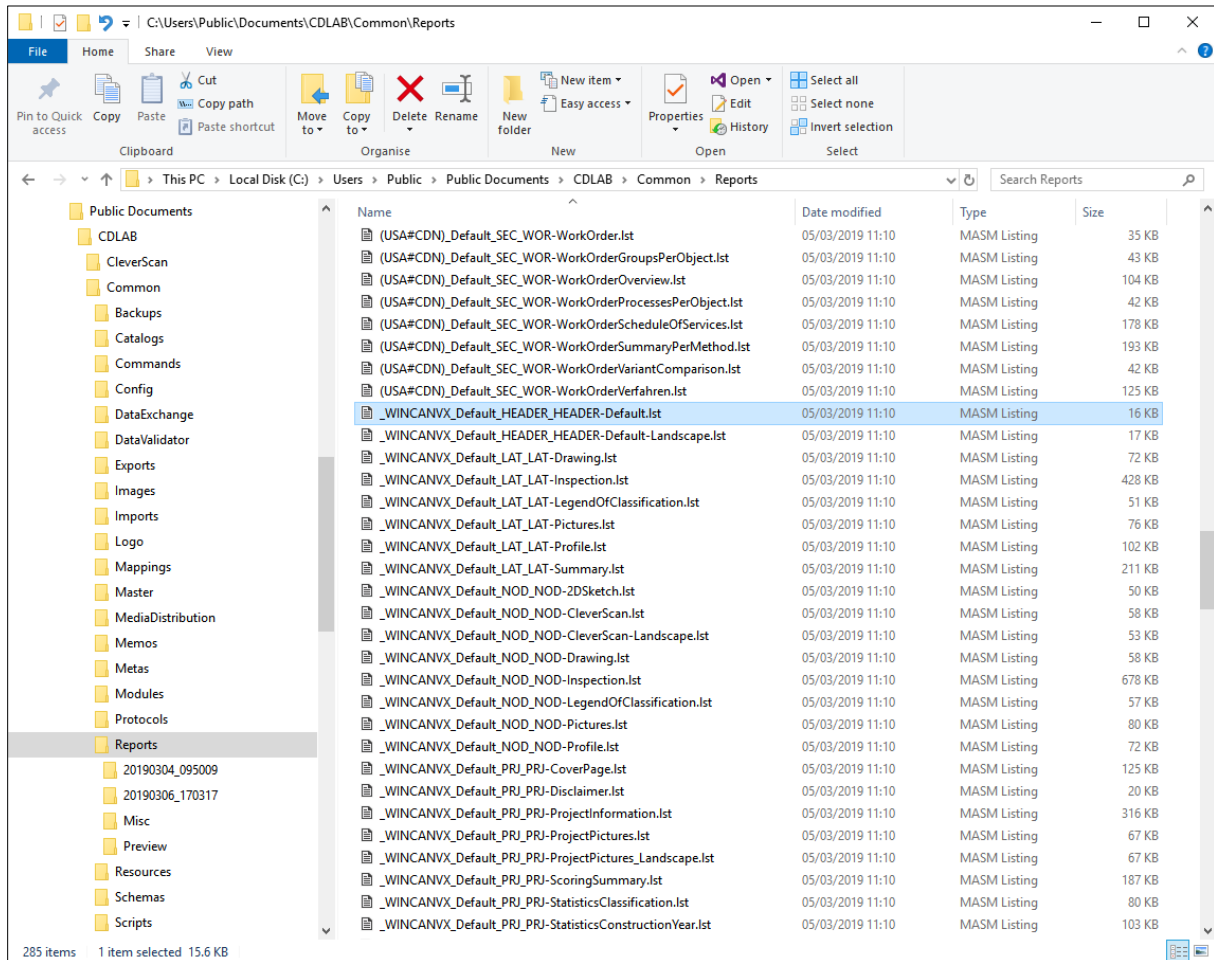 C:\Users\Public\Documents\CDLAB\Common\Reports
File Home Share View
Pin to Quick access
Copy
Paste
Cut
Copy path
Paste shortcut
Clipboard
Move to
Copy to
Delete
Rename
Organise
New folder
New item
Easy access
New
Properties
Open
Edit
History
Open
Select all
Select none
Invert selection
Select
This PC > Local Disk (C:) > Users > Public > Public Documents > CDLAB > Common > Reports
Search Reports
Public Documents
CDLAB
CleverScan
Common
Backups
Catalogs
Commands
Config
DataExchange
DataValidator
Exports
Images
Imports
Logo
Mappings
Master
MediaDistribution
Memos
Metas
Modules
Protocols
Reports
20190304_095009
20190306_170317
Misc
Preview
Resources
Schemas
Scripts
Name Date modified Type Size
(USA#CDN)_Default_SEC_WOR-WorkOrder.lst 05/03/2019 11:10 MASM Listing 35 KB
(USA#CDN)_Default_SEC_WOR-WorkOrderGroupsPerObject.lst 05/03/2019 11:10 MASM Listing 43 KB
(USA#CDN)_Default_SEC_WOR-WorkOrderOverview.lst 05/03/2019 11:10 MASM Listing 104 KB
(USA#CDN)_Default_SEC_WOR-WorkOrderProcessesPerObject.lst 05/03/2019 11:10 MASM Listing 42 KB
(USA#CDN)_Default_SEC_WOR-WorkOrderScheduleOfServices.lst 05/03/2019 11:10 MASM Listing 178 KB
(USA#CDN)_Default_SEC_WOR-WorkOrderSummaryPerMethod.lst 05/03/2019 11:10 MASM Listing 193 KB
(USA#CDN)_Default_SEC_WOR-WorkOrderVariantComparison.lst 05/03/2019 11:10 MASM Listing 42 KB
(USA#CDN)_Default_SEC_WOR-WorkOrderVerfahren.lst 05/03/2019 11:10 MASM Listing 125 KB
_WINCANVX_Default_HEADER_HEADER-Default.lst 05/03/2019 11:10 MASM Listing 16 KB
_WINCANVX_Default_HEADER_HEADER-Default-Landscape.lst 05/03/2019 11:10 MASM Listing 17 KB
_WINCANVX_Default_LAT_LAT-Drawing.lst 05/03/2019 11:10 MASM Listing 72 KB
_WINCANVX_Default_LAT_LAT-Inspection.lst 05/03/2019 11:10 MASM Listing 428 KB
_WINCANVX_Default_LAT_LAT-LegendOfClassification.lst 05/03/2019 11:10 MASM Listing 51 KB
_WINCANVX_Default_LAT_LAT-Pictures.lst 05/03/2019 11:10 MASM Listing 76 KB
_WINCANVX_Default_LAT_LAT-Profile.lst 05/03/2019 11:10 MASM Listing 102 KB
_WINCANVX_Default_LAT_LAT-Summary.lst 05/03/2019 11:10 MASM Listing 211 KB
_WINCANVX_Default_NOD_NOD-2DSketch.lst 05/03/2019 11:10 MASM Listing 50 KB
_WINCANVX_Default_NOD_NOD-CleverScan.lst 05/03/2019 11:10 MASM Listing 58 KB
_WINCANVX_Default_NOD_NOD-CleverScan-Landscape.lst 05/03/2019 11:10 MASM Listing 53 KB
_WINCANVX_Default_NOD_NOD-Drawing.lst 05/03/2019 11:10 MASM Listing 58 KB
_WINCANVX_Default_NOD_NOD-Inspection.lst 05/03/2019 11:10 MASM Listing 678 KB
_WINCANVX_Default_NOD_NOD-LegendOfClassification.lst 05/03/2019 11:10 MASM Listing 57 KB
_WINCANVX_Default_NOD_NOD-Pictures.lst 05/03/2019 11:10 MASM Listing 80 KB
_WINCANVX_Default_NOD_NOD-Profile.lst 05/03/2019 11:10 MASM Listing 72 KB
_WINCANVX_Default_PRJ_PRJ-CoverPage.lst 05/03/2019 11:10 MASM Listing 125 KB
_WINCANVX_Default_PRJ_PRJ-Disclaimer.lst 05/03/2019 11:10 MASM Listing 20 KB
_WINCANVX_Default_PRJ_PRJ-ProjectInformation.lst 05/03/2019 11:10 MASM Listing 316 KB
_WINCANVX_Default_PRJ_PRJ-ProjectPictures.lst 05/03/2019 11:10 MASM Listing 67 KB
_WINCANVX_Default_PRJ_PRJ-ProjectPictures_Landscape.lst 05/03/2019 11:10 MASM Listing 67 KB
_WINCANVX_Default_PRJ_PRJ-ScoringSummary.lst 05/03/2019 11:10 MASM Listing 187 KB
_WINCANVX_Default_PRJ_PRJ-StatisticsClassification.lst 05/03/2019 11:10 MASM Listing 80 KB
_WINCANVX_Default_PRJ_PRJ-StatisticsConstructionYear.lst 05/03/2019 11:10 MASM Listing 103 KB
285 items 1 item selected 15.6 KB